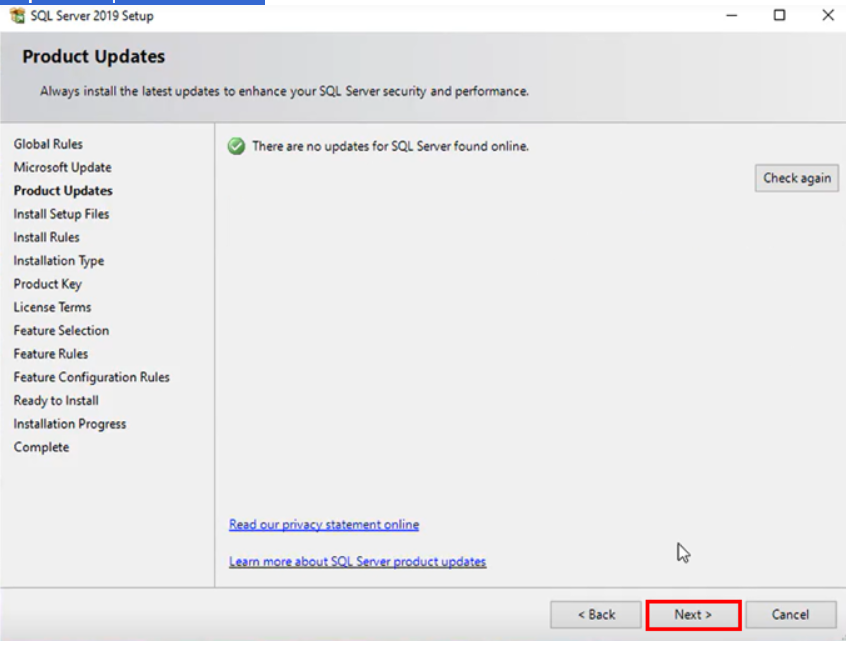 SQL Server 2019 Setup
Product Updates
Always install the latest updates to enhance your SQL Server security and performance.
Global Rules
Microsoft Update
Product Updates
Install Setup Files
Install Rules
Installation Type
Product Key
License Terms
Feature Selection
Feature Rules
Feature Configuration Rules
Ready to Install
Installation Progress
Complete
There are no updates for SQL Server found online.
Check again
Read our privacy statement online
Learn more about SQL Server product updates
< Back
Next >
Cancel